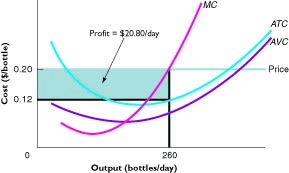 MC
ATC
AVC
Profit = $20.80/day
Cost ($/bottle)
0.20
Price
0.12
0
260
Output (bottles/day)